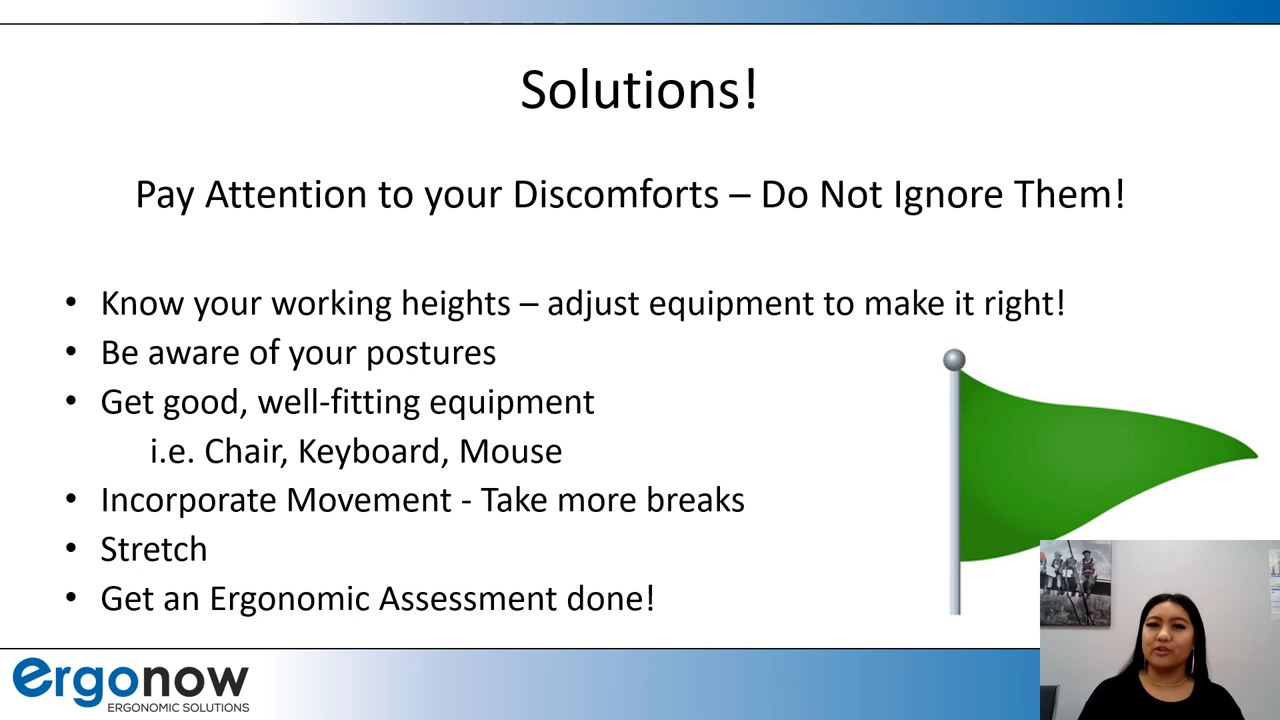 Solutions!
Pay Attention to your Discomforts – Do Not Ignore Them!
• Know your working heights – adjust equipment to make it right!
• Be aware of your postures
• Get good, well-fitting equipment
i.e. Chair, Keyboard, Mouse
• Incorporate Movement - Take more breaks
• Stretch
• Get an Ergonomic Assessment done!
ergonow
ERGONOMIC SOLUTIONS